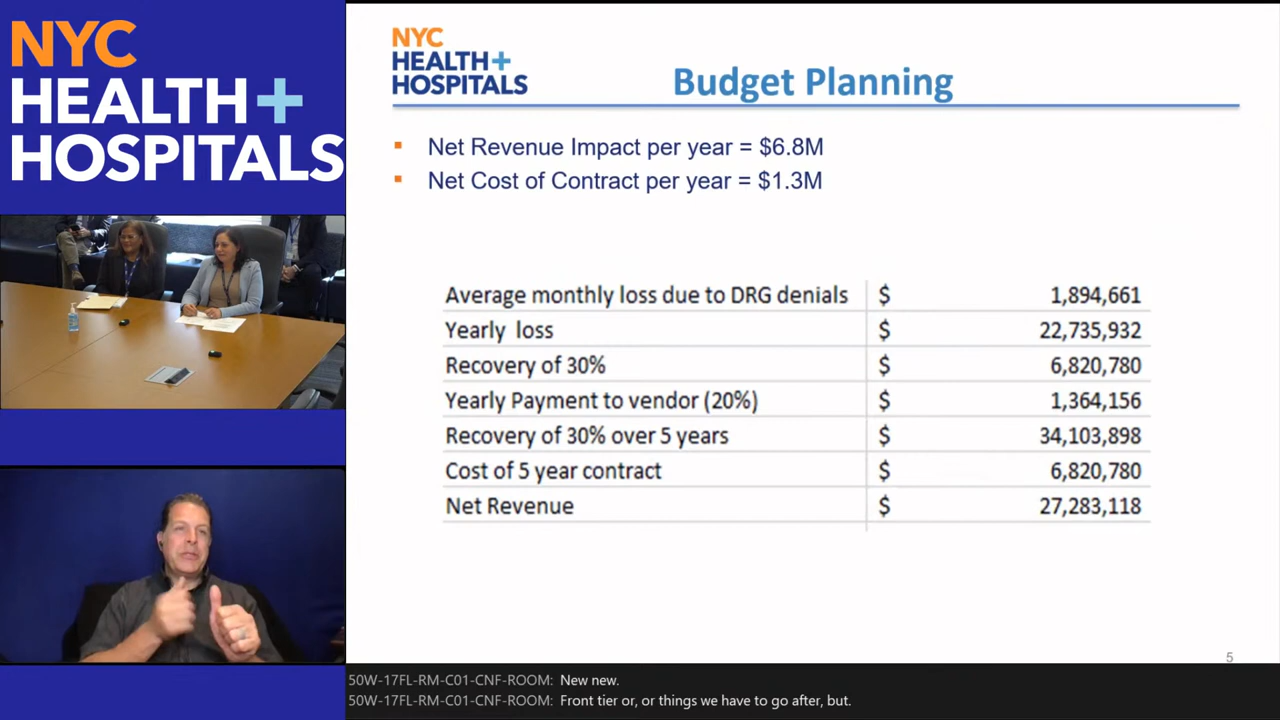 NYC
HEALTH+
HOSPITALS
NYC
HEALTH+
HOSPITALS
Budget Planning
▪ Net Revenue Impact per year = $6.8M
▪ Net Cost of Contract per year = $1.3M
Average monthly loss due to DRG denials $ 1,894,661
Yearly loss $ 22,735,932
Recovery of 30% $ 6,820,780
Yearly Payment to vendor (20%) $ 1,364,156
Recovery of 30% over 5 years $ 34,103,898
Cost of 5 year contract $ 6,820,780
Net Revenue $ 27,283,118
5
50W-17FL-RM-C01-CNF-ROOM: New new.
50W-17FL-RM-C01-CNF-ROOM: Front tier or, or things we have to go after, but.